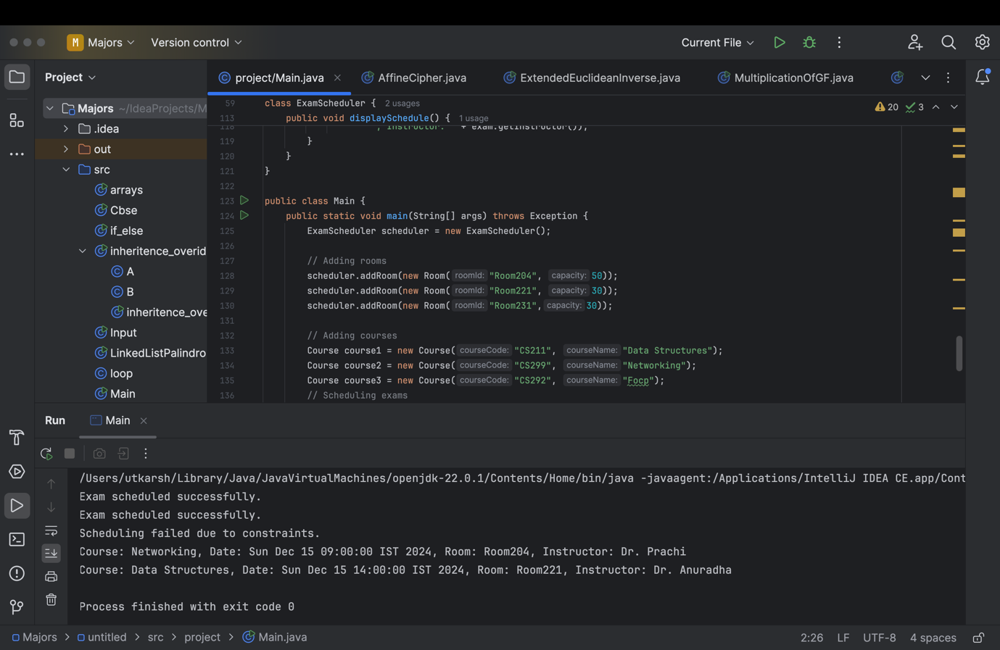 M Majors Version control Current File
Project
project/Main.java AffineCipher.java ExtendedEuclideanInverse.java MultiplicationOfGF.java
Majors ~/IdeaProjects/M
.idea
out
src
arrays
Cbse
if_else
inheritence_overid
A
B
inheritence_ove
Input
LinkedListPalindro
loop
Main
20 3
59 class ExamScheduler { 2 usages
113 public void displaySchedule() { 1 usage
118 ", Instructor: " + exam.getInstructor());
119 }
120 }
121 }
122
123 public class Main {
124 public static void main(String[] args) throws Exception {
125 ExamScheduler scheduler = new ExamScheduler();
126
127 // Adding rooms
128 scheduler.addRoom(new Room( roomId: "Room204", capacity: 50));
129 scheduler.addRoom(new Room( roomId: "Room221", capacity: 30));
130 scheduler.addRoom(new Room( roomId: "Room231", capacity: 30));
131
132 // Adding courses
133 Course course1 = new Course( courseCode: "CS211", courseName: "Data Structures");
134 Course course2 = new Course( courseCode: "CS299", courseName: "Networking");
135 Course course3 = new Course( courseCode: "CS292", courseName: "Focp");
136 // Scheduling exams
Run Main
/Users/utkarsh/Library/Java/JavaVirtualMachines/openjdk-22.0.1/Contents/Home/bin/java -javaagent:/Applications/IntelliJ IDEA CE.app/Cont
Exam scheduled successfully.
Exam scheduled successfully.
Scheduling failed due to constraints.
Course: Networking, Date: Sun Dec 15 09:00:00 IST 2024, Room: Room204, Instructor: Dr. Prachi
Course: Data Structures, Date: Sun Dec 15 14:00:00 IST 2024, Room: Room221, Instructor: Dr. Anuradha
Process finished with exit code 0
Majors > untitled > src > project > Main.java 2:26 LF UTF-8 4 spaces